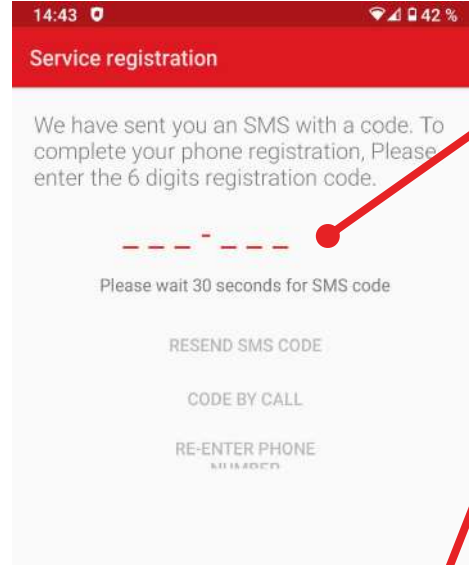 14:43 42 %
Service registration
We have sent you an SMS with a code. To
complete your phone registration, Please
enter the 6 digits registration code.
_ _ _ - _ _ _
Please wait 30 seconds for SMS code
RESEND SMS CODE
CODE BY CALL
RE-ENTER PHONE
NUMBER